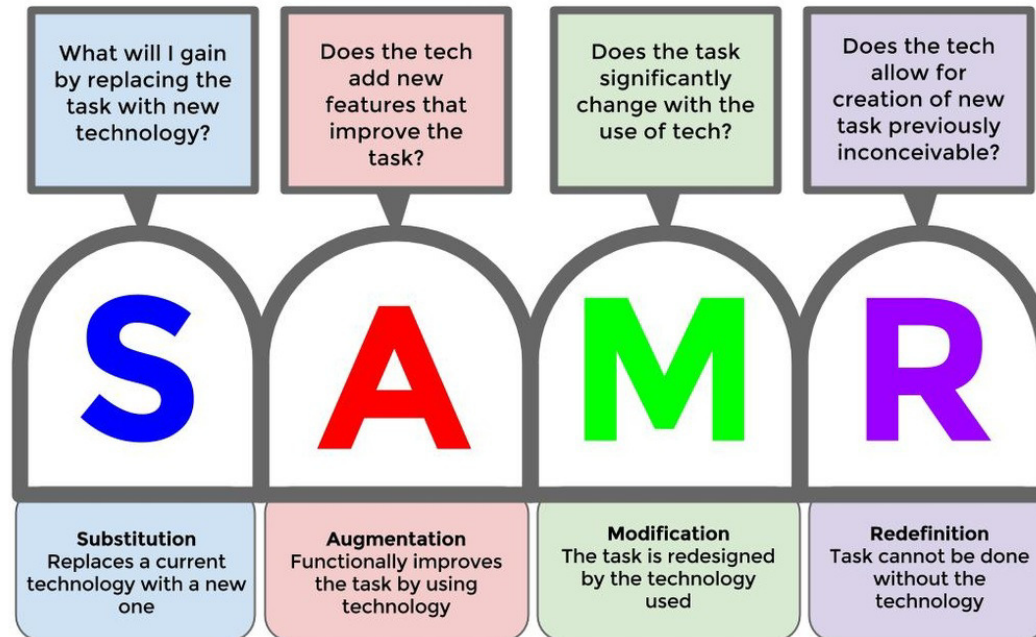 What will I gain
by replacing the
task with new
technology?
Does the tech
add new
features that
improve the
task?
Does the task
significantly
change with the
use of tech?
Does the tech
allow for
creation of new
task previously
inconceivable?
S
A
M
R
Substitution
Replaces a current
technology with a new
one
Augmentation
Functionally improves
the task by using
technology
Modification
The task is redesigned
by the technology
used
Redefinition
Task cannot be done
without the
technology